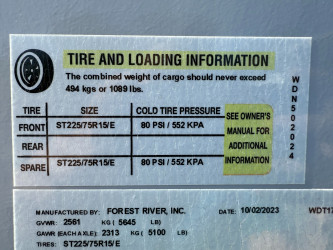 TIRE AND LOADING INFORMATION
The combined weight of cargo should never exceed
494 kgs or 1089 lbs.
TIRE SIZE COLD TIRE PRESSURE
FRONT ST225/75R15/E 80 PSI / 552 KPA
REAR
SPARE ST225/75R15/E 80 PSI / 552 KPA
SEE OWNER'S
MANUAL FOR
ADDITIONAL
INFORMATION
WDN502024
MANUFACTURED BY: FOREST RIVER, INC. DATE: 10/02/2023 WDT17
GVWR: 2561 KG ( 5645 LB)
GAWR (EACH AXLE): 2313 KG ( 5100 LB)
TIRES: ST225/75R15/E